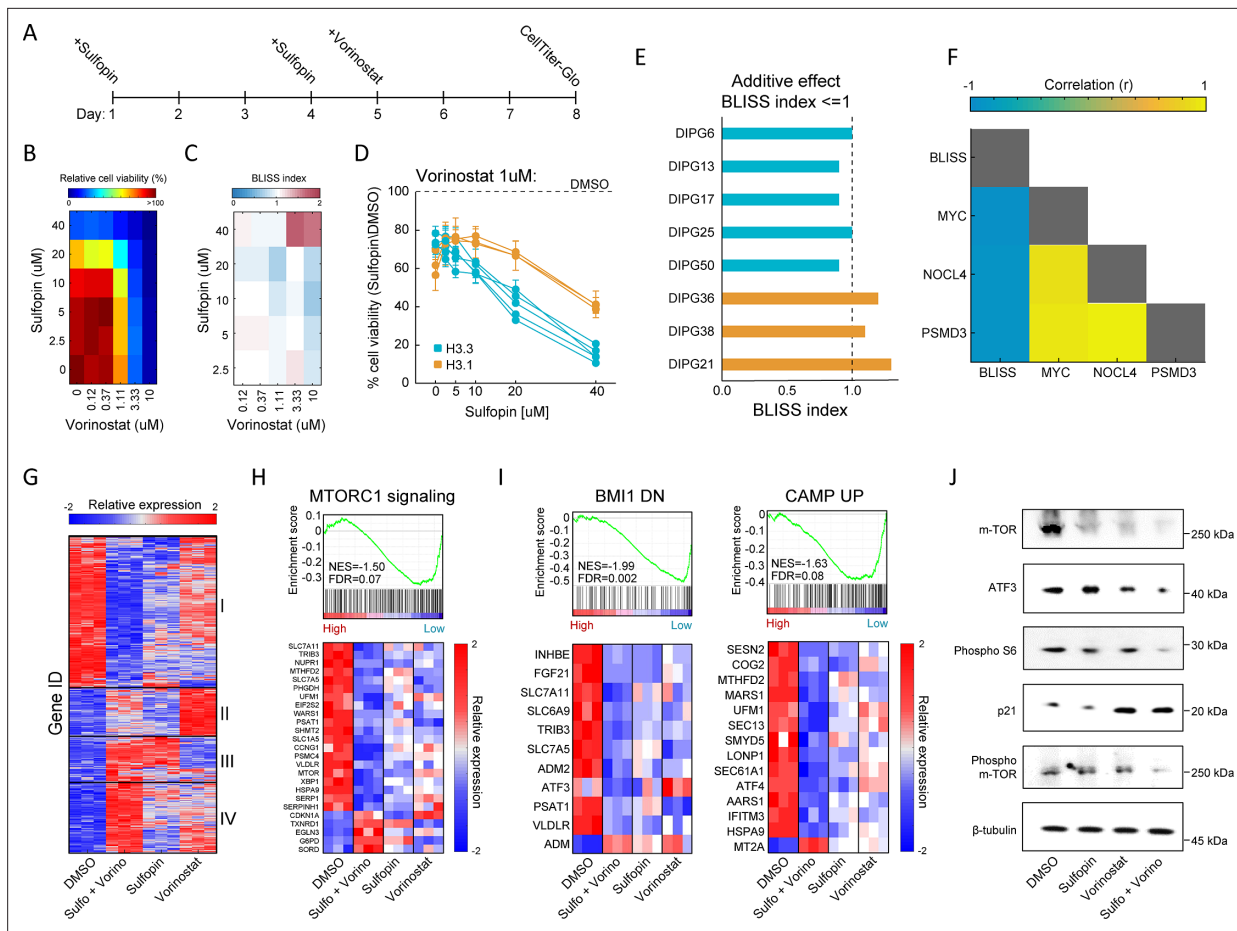 A
+Sulfopin
+Sulfopin
+Vorinostat
CellTiter-Glo
Day: 1 2 3 4 5 6 7 8
B
Relative cell viability (%)
0 >100
Sulfopin (uM)
40
20
10
5
2.5
0
0 0.12 0.37 1.11 3.33 10
Vorinostat (uM)
C
BLISS index
0 1 2
Sulfopin (uM)
40
20
10
5
2.5
0.12 0.37 1.11 3.33 10
Vorinostat (uM)
D
Vorinostat 1uM:
DMSO
% cell viability (Sulfopin\DMSO)
100
80
60
40
20
0
H3.3
H3.1
0 5 10 20 40
Sulfopin [uM]
E
Additive effect
BLISS index <=1
DIPG6
DIPG13
DIPG17
DIPG25
DIPG50
DIPG36
DIPG38
DIPG21
0.0 0.5 1.0
BLISS index
F
Correlation (r)
-1 1
BLISS
MYC
NOCL4
PSMD3
BLISS MYC NOCL4 PSMD3
G
Relative expression
-2 2
Gene ID
I
II
III
IV
DMSO
Sulfo + Vorino
Sulfopin
Vorinostat
H
MTORC1 signaling
Enrichment score
0.1
0
-0.1
-0.2
-0.3
NES=-1.50
FDR=0.07
High Low
SLC7A11
TRIB3
NUPR1
MTHFD2
SLC7A5
PHGDH
UFM1
EIF2S2
WARS1
PSAT1
SHMT2
SLC1A5
CCNG1
PSMC4
VLDLR
MTOR
XBP1
HSPA9
SERP1
SERPINH1
CDKN1A
TXNRD1
EGLN3
G6PD
SORD
2
Relative expression
-2
DMSO
Sulfo + Vorino
Sulfopin
Vorinostat
I
BMI1 DN
Enrichment score
0
-0.1
-0.2
-0.3
-0.4
-0.5
NES=-1.99
FDR=0.002
High Low
INHBE
FGF21
SLC7A11
SLC6A9
TRIB3
SLC7A5
ADM2
ATF3
PSAT1
VLDLR
ADM
DMSO
Sulfo + Vorino
Sulfopin
Vorinostat
2
Relative expression
-2
CAMP UP
Enrichment score
0
-0.1
-0.2
-0.3
-0.4
NES=-1.63
FDR=0.08
High Low
SESN2
COG2
MTHFD2
MARS1
UFM1
SEC13
SMYD5
LONP1
SEC61A1
ATF4
AARS1
IFITM3
HSPA9
MT2A
DMSO
Sulfo + Vorino
Sulfopin
Vorinostat
2
Relative expression
-2
J
m-TOR
250 kDa
ATF3
40 kDa
Phospho S6
30 kDa
p21
20 kDa
Phospho
m-TOR
250 kDa
β-tubulin
45 kDa
DMSO
Sulfopin
Vorinostat
Sulfo + Vorino